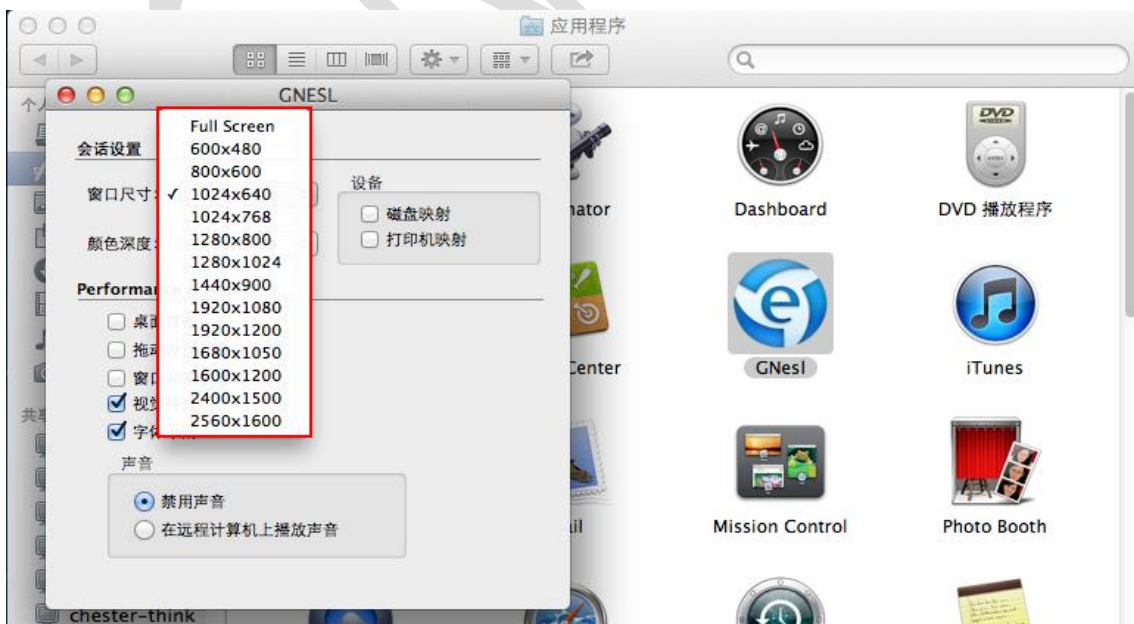 应用程序
GNESL
会话设置
窗口尺寸:
Full Screen
600x480
800x600
✓ 1024x640
1024x768
1280x800
1280x1024
1440x900
1920x1080
1920x1200
1680x1050
1600x1200
2400x1500
2560x1600
设备
磁盘映射
打印机映射
颜色深度:
Performa
声音
禁用声音
在远程计算机上播放声音
chester-think
nator
Dashboard
DVD
DVD 播放程序
Center
GNesl
iTunes
ail
Mission Control
Photo Booth